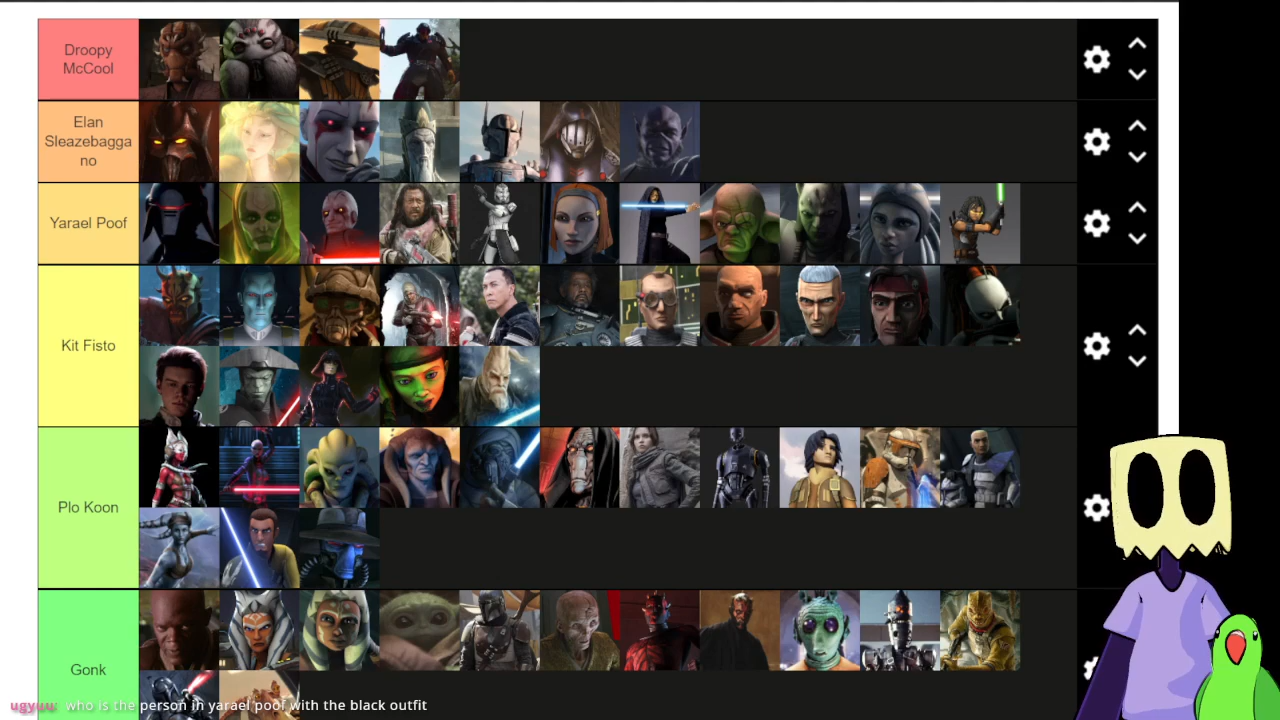 Droopy
McCool
Elan
Sleazebagga
no
Yarael Poof
Kit Fisto
Plo Koon
Gonk
ugyuu: who is the person in yarael poof with the black outfit